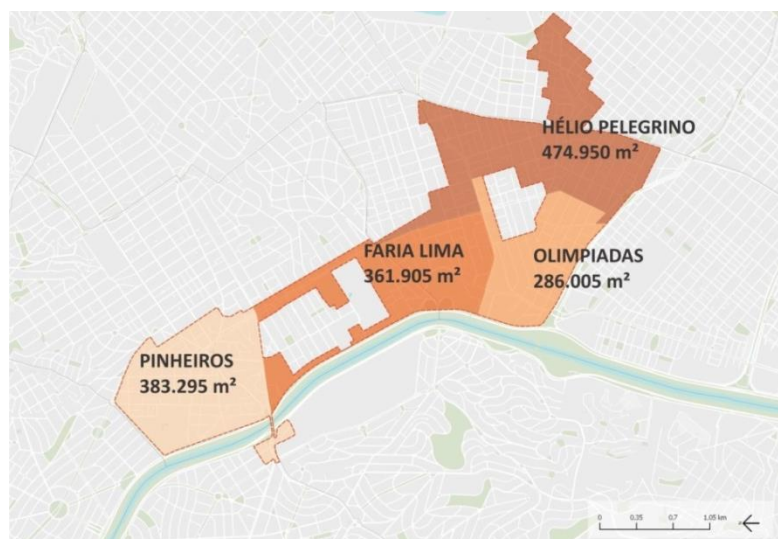 HÉLIO PELEGRINO
474.950 m²
FARIA LIMA
361.905 m²
OLIMPIADAS
286.005 m²
PINHEIROS
383.295 m²
0 0,35 0,7 1,05 km